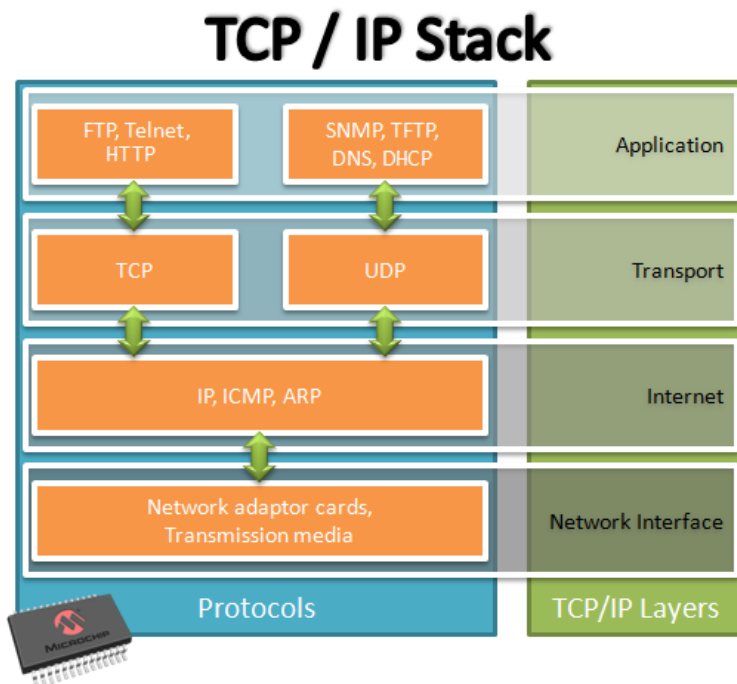 TCP / IP Stack
FTP, Telnet,
HTTP
SNMP, TFTP,
DNS, DHCP
Application
TCP
UDP
Transport
IP, ICMP, ARP
Internet
Network adaptor cards,
Transmission media
Network Interface
Protocols
TCP/IP Layers
MICROCHIP